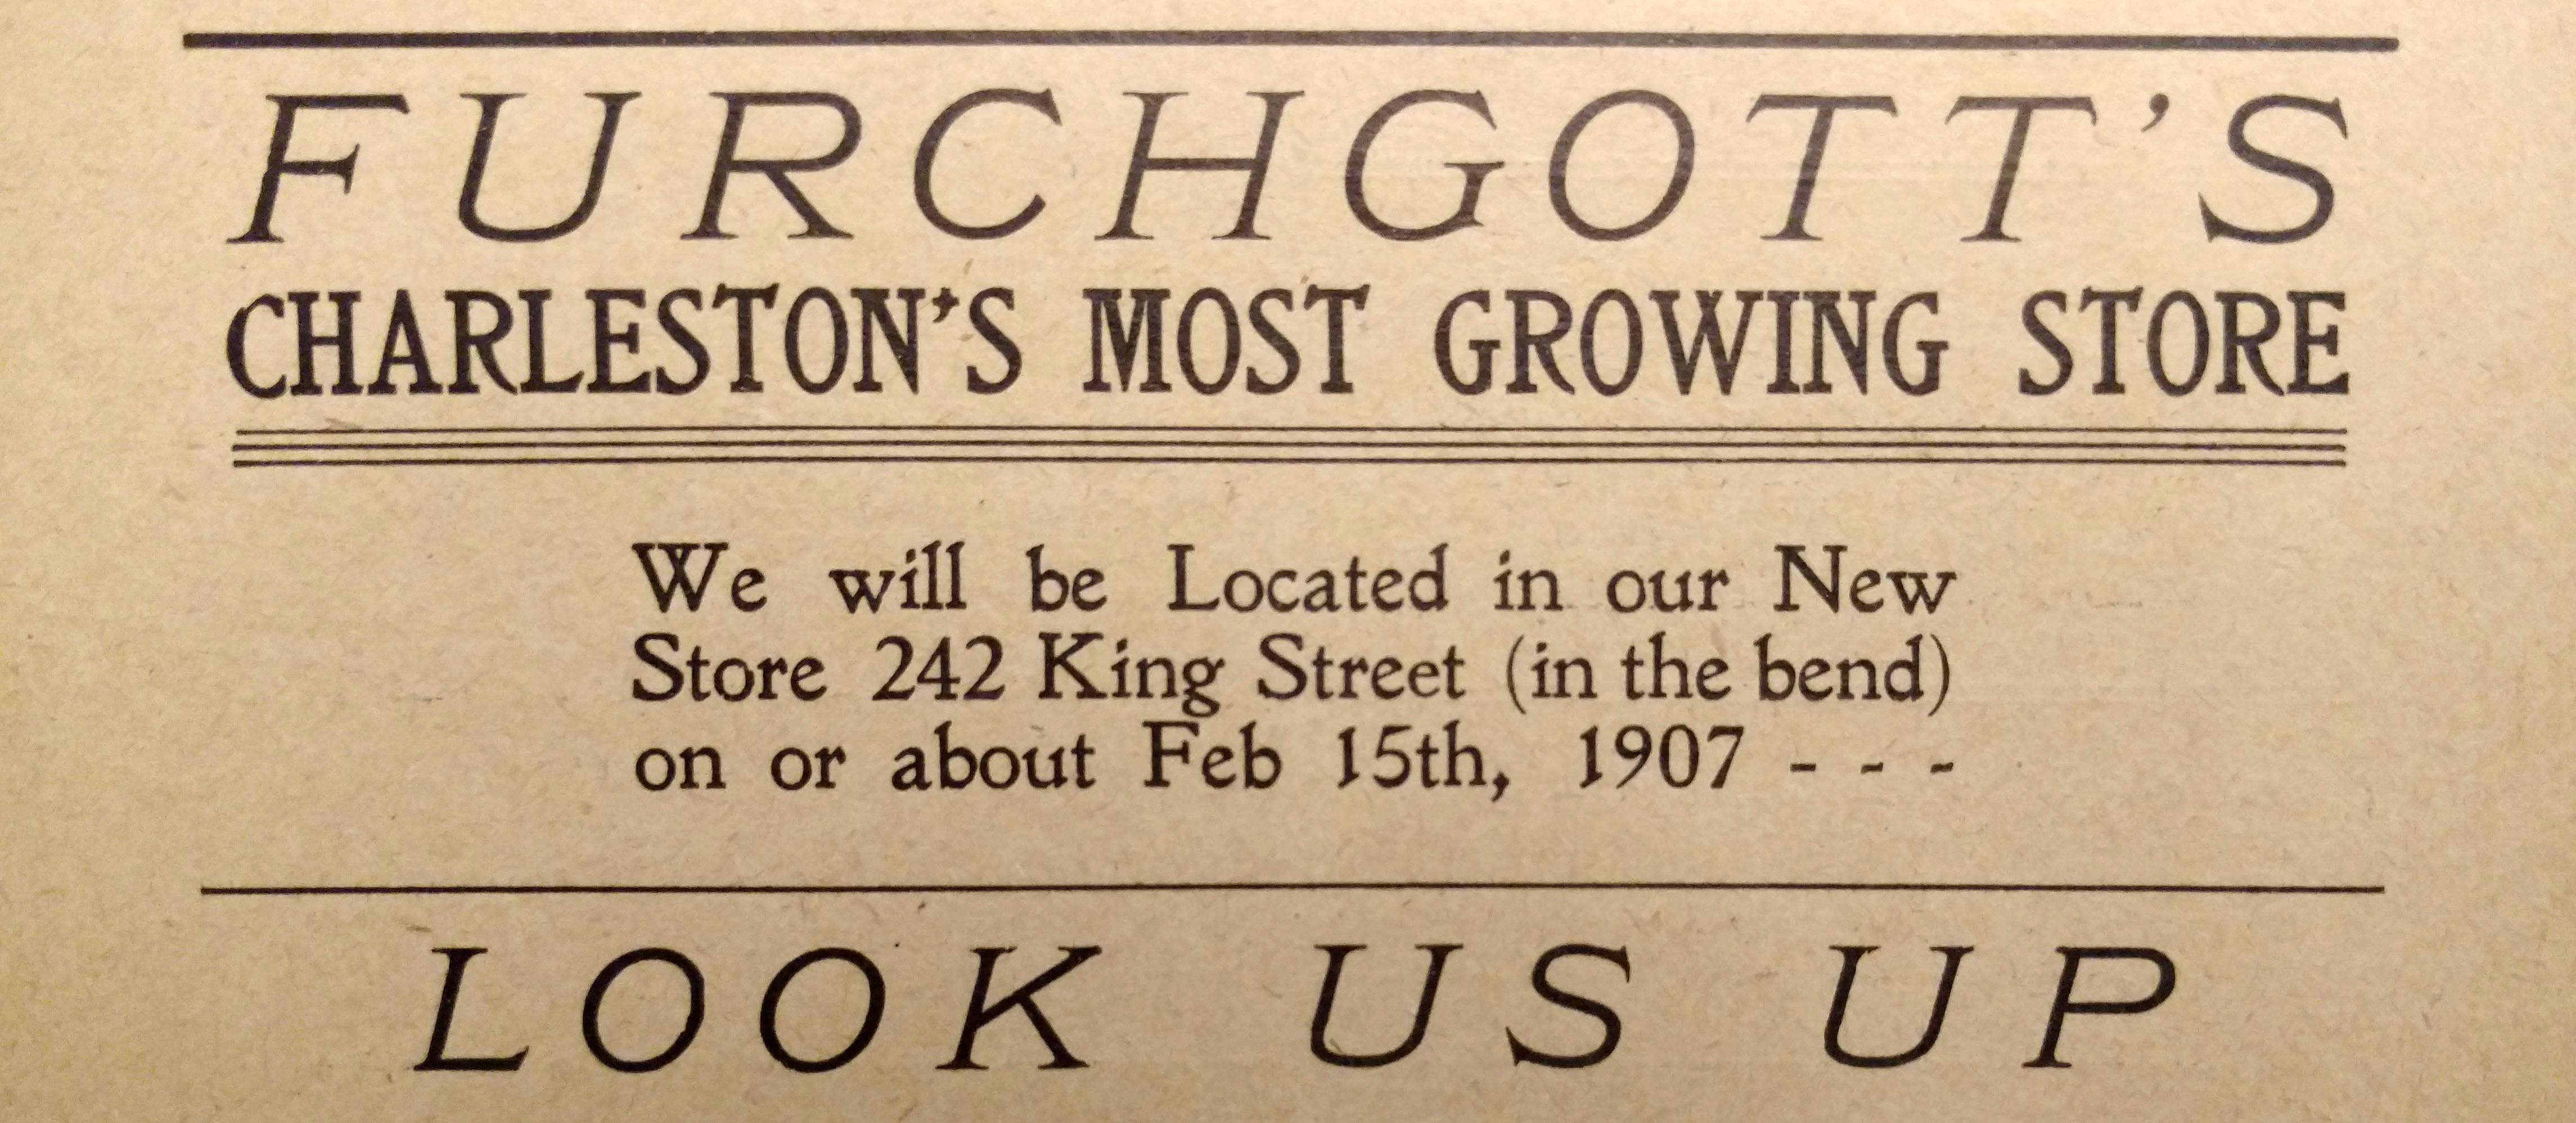 FURCHGOTT'S
CHARLESTON'S MOST GROWING STORE
We will be Located in our New
Store 242 King Street (in the bend)
on or about Feb 15th, 1907 - - -
LOOK US UP